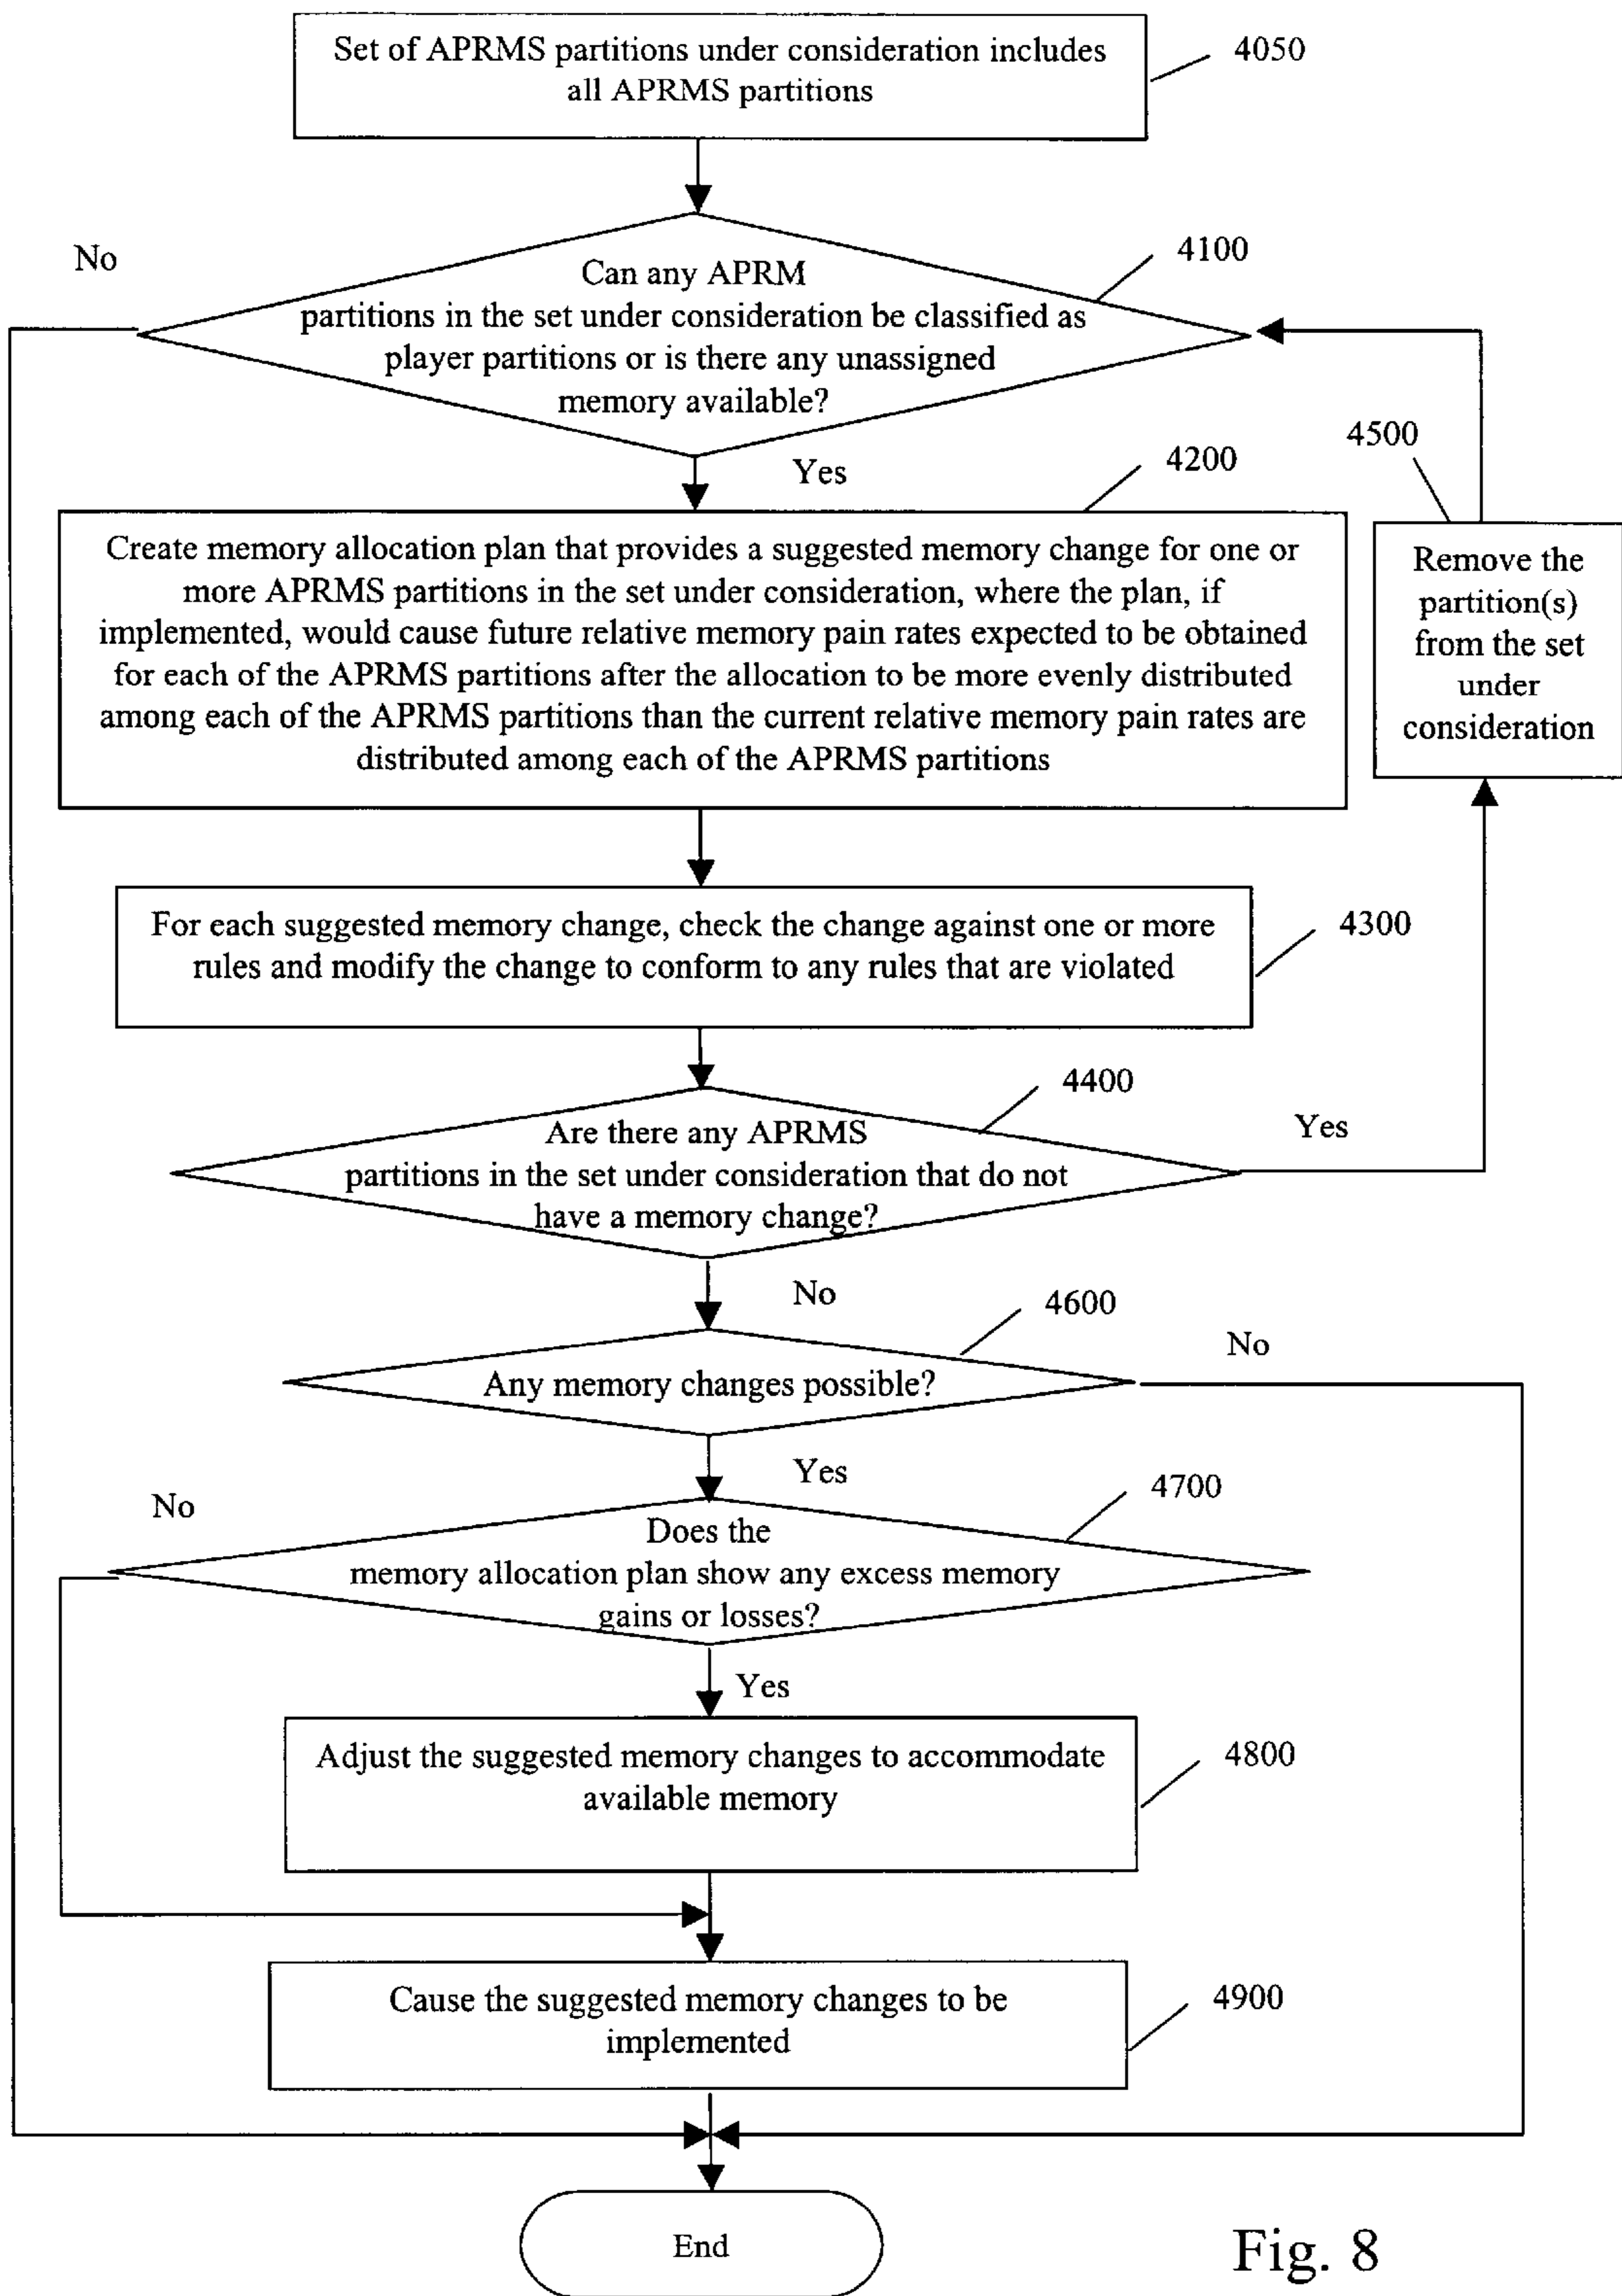 Set of APRMS partitions under consideration includes
all APRMS partitions
4050
No
4100
Can any APRM
partitions in the set under consideration be classified as
player partitions or is there any unassigned
memory available?
Yes
4200
4500
Create memory allocation plan that provides a suggested memory change for one or
more APRMS partitions in the set under consideration, where the plan, if
implemented, would cause future relative memory pain rates expected to be obtained
for each of the APRMS partitions after the allocation to be more evenly distributed
among each of the APRMS partitions than the current relative memory pain rates are
distributed among each of the APRMS partitions
Remove the
partition(s)
from the set
under
consideration
For each suggested memory change, check the change against one or more
rules and modify the change to conform to any rules that are violated
4300
4400
Are there any APRMS
partitions in the set under consideration that do not
have a memory change?
Yes
No
4600
No
Any memory changes possible?
Yes
4700
No
Does the
memory allocation plan show any excess memory
gains or losses?
Yes
Adjust the suggested memory changes to accommodate
available memory
4800
Cause the suggested memory changes to be
implemented
4900
End
Fig. 8